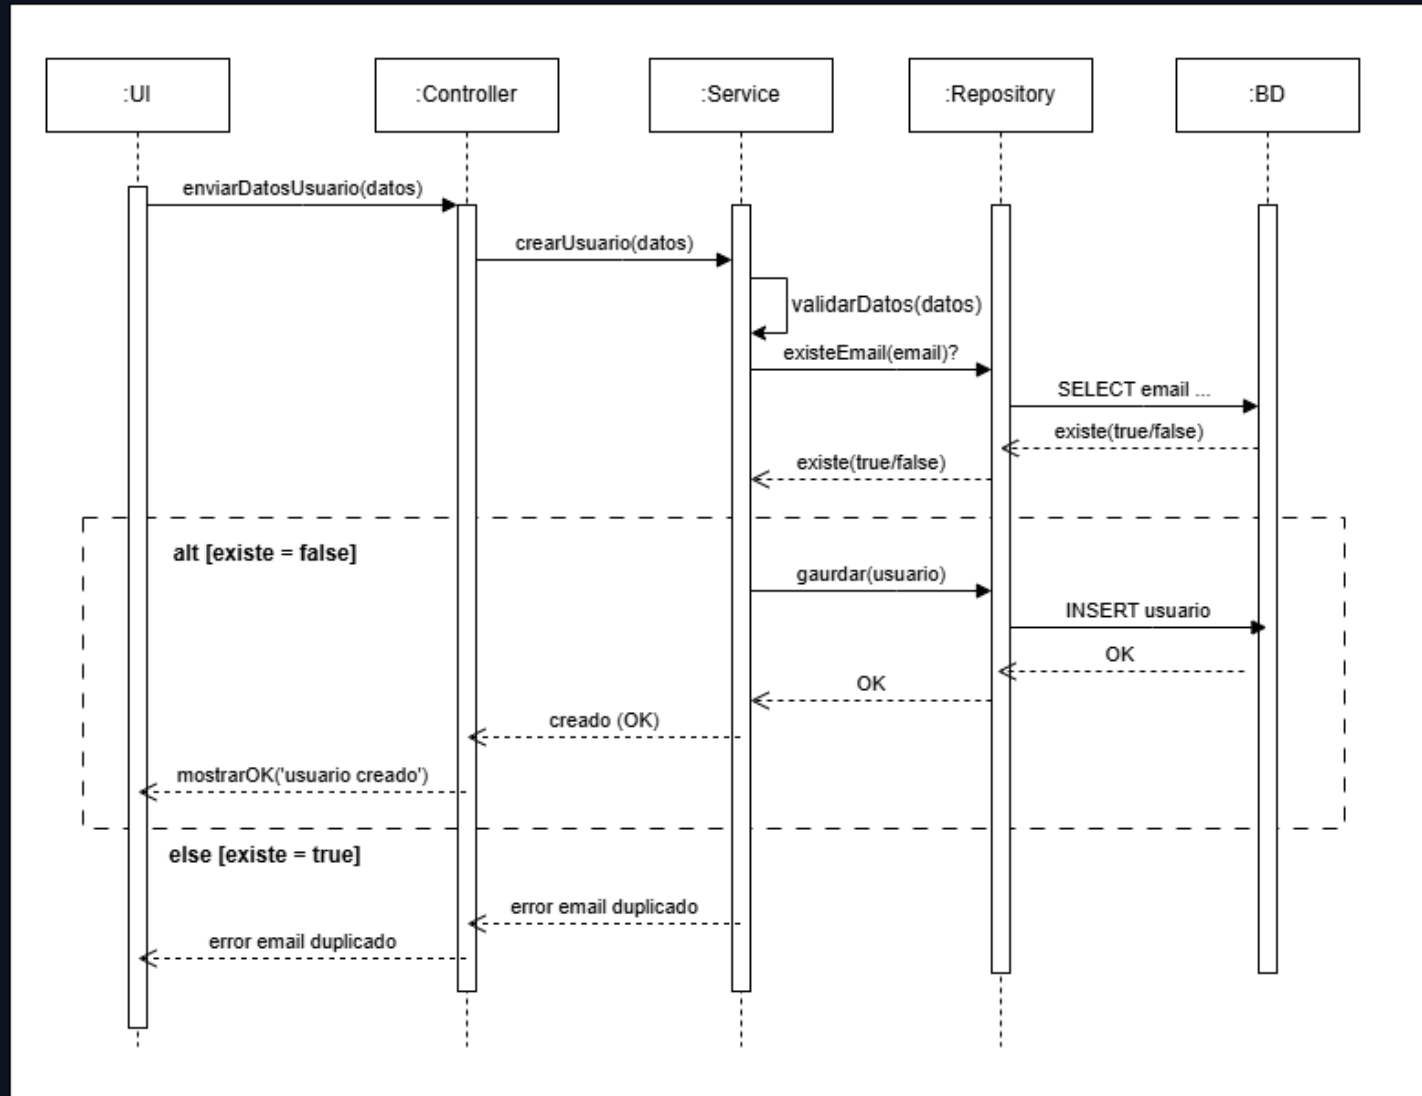 :UI
:Controller
:Service
:Repository
:BD
enviarDatosUsuario(datos)
crearUsuario(datos)
validarDatos(datos)
existeEmail(email)?
SELECT email ...
existe(true/false)
existe(true/false)
alt [existe = false]
gaurdar(usuario)
INSERT usuario
OK
OK
creado (OK)
mostrarOK('usuario creado')
else [existe = true]
error email duplicado
error email duplicado